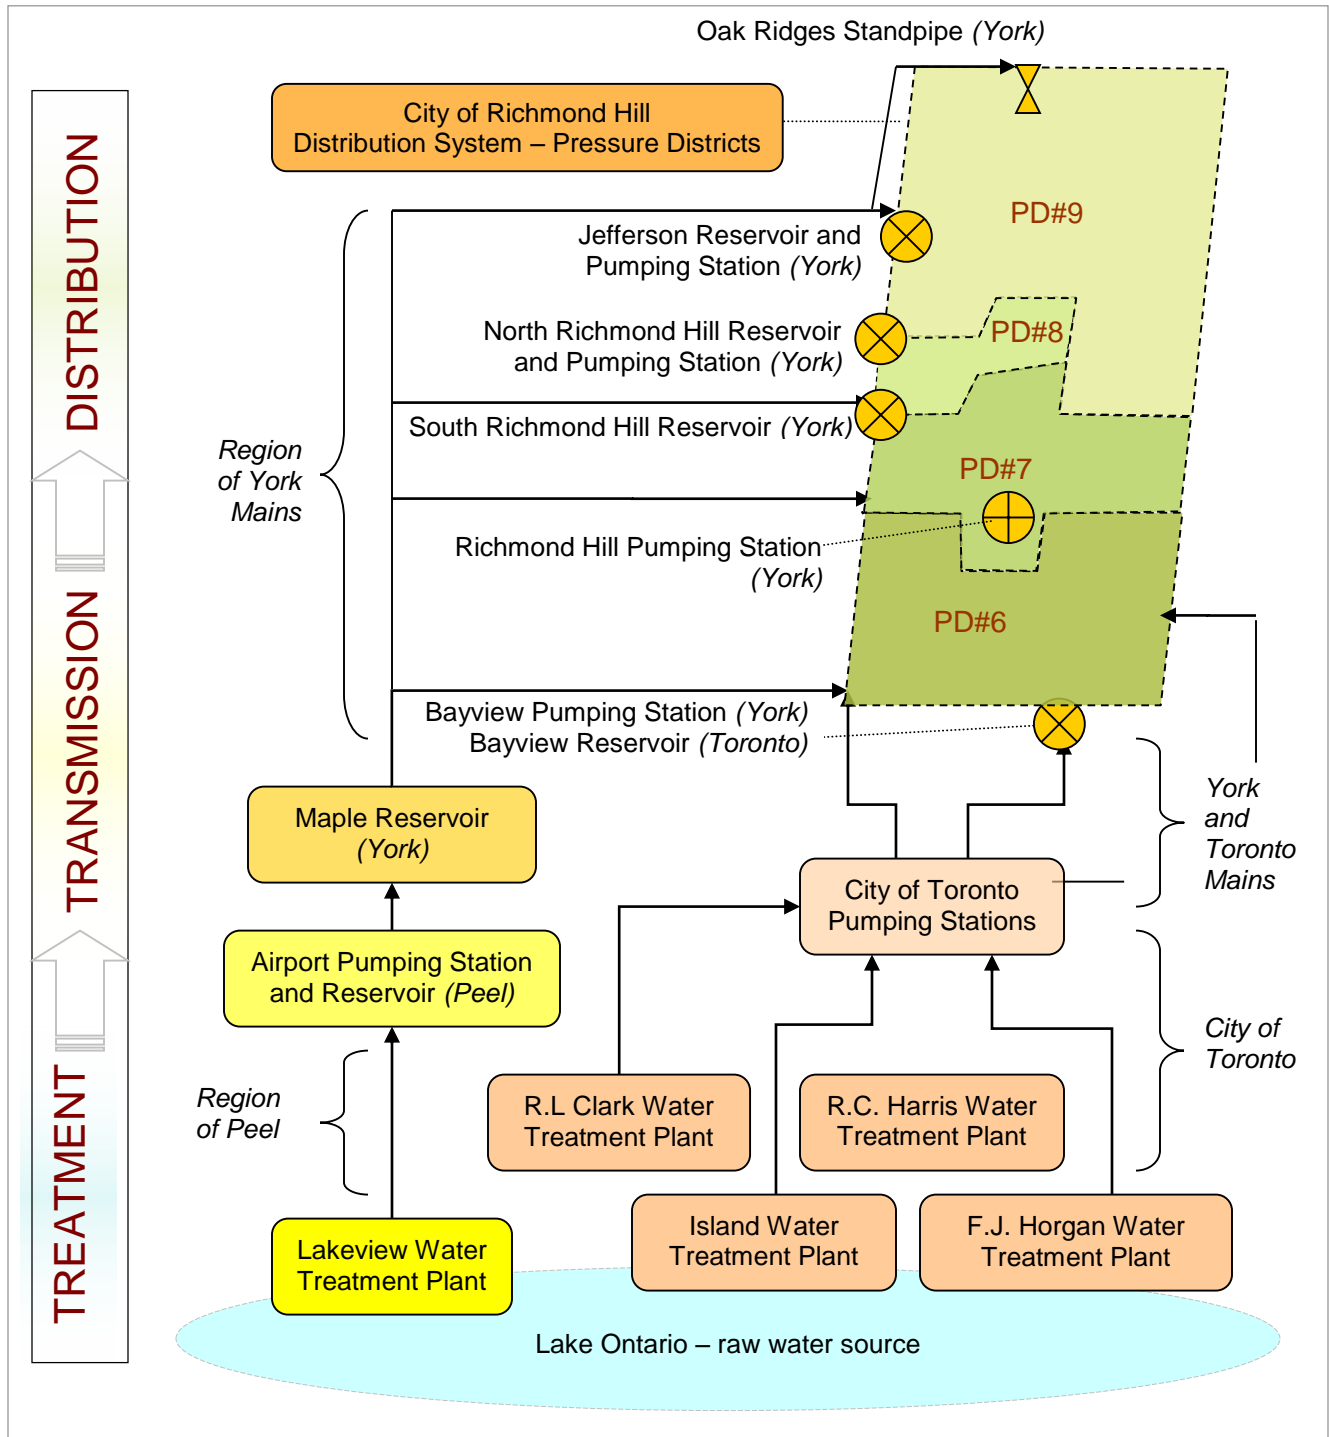 Oak Ridges Standpipe (York)
City of Richmond Hill
Distribution System – Pressure Districts
DISTRIBUTION
TRANSMISSION
TREATMENT
PD#9
Jefferson Reservoir and
Pumping Station (York)
North Richmond Hill Reservoir
and Pumping Station (York)
PD#8
South Richmond Hill Reservoir (York)
Region
of York
Mains
PD#7
Richmond Hill Pumping Station
(York)
PD#6
Bayview Pumping Station (York)
Bayview Reservoir (Toronto)
Maple Reservoir
(York)
York
and
Toronto
Mains
City of Toronto
Pumping Stations
Airport Pumping Station
and Reservoir (Peel)
City of
Toronto
Region
of Peel
R.L Clark Water
Treatment Plant
R.C. Harris Water
Treatment Plant
Island Water
Treatment Plant
F.J. Horgan Water
Treatment Plant
Lakeview Water
Treatment Plant
Lake Ontario – raw water source